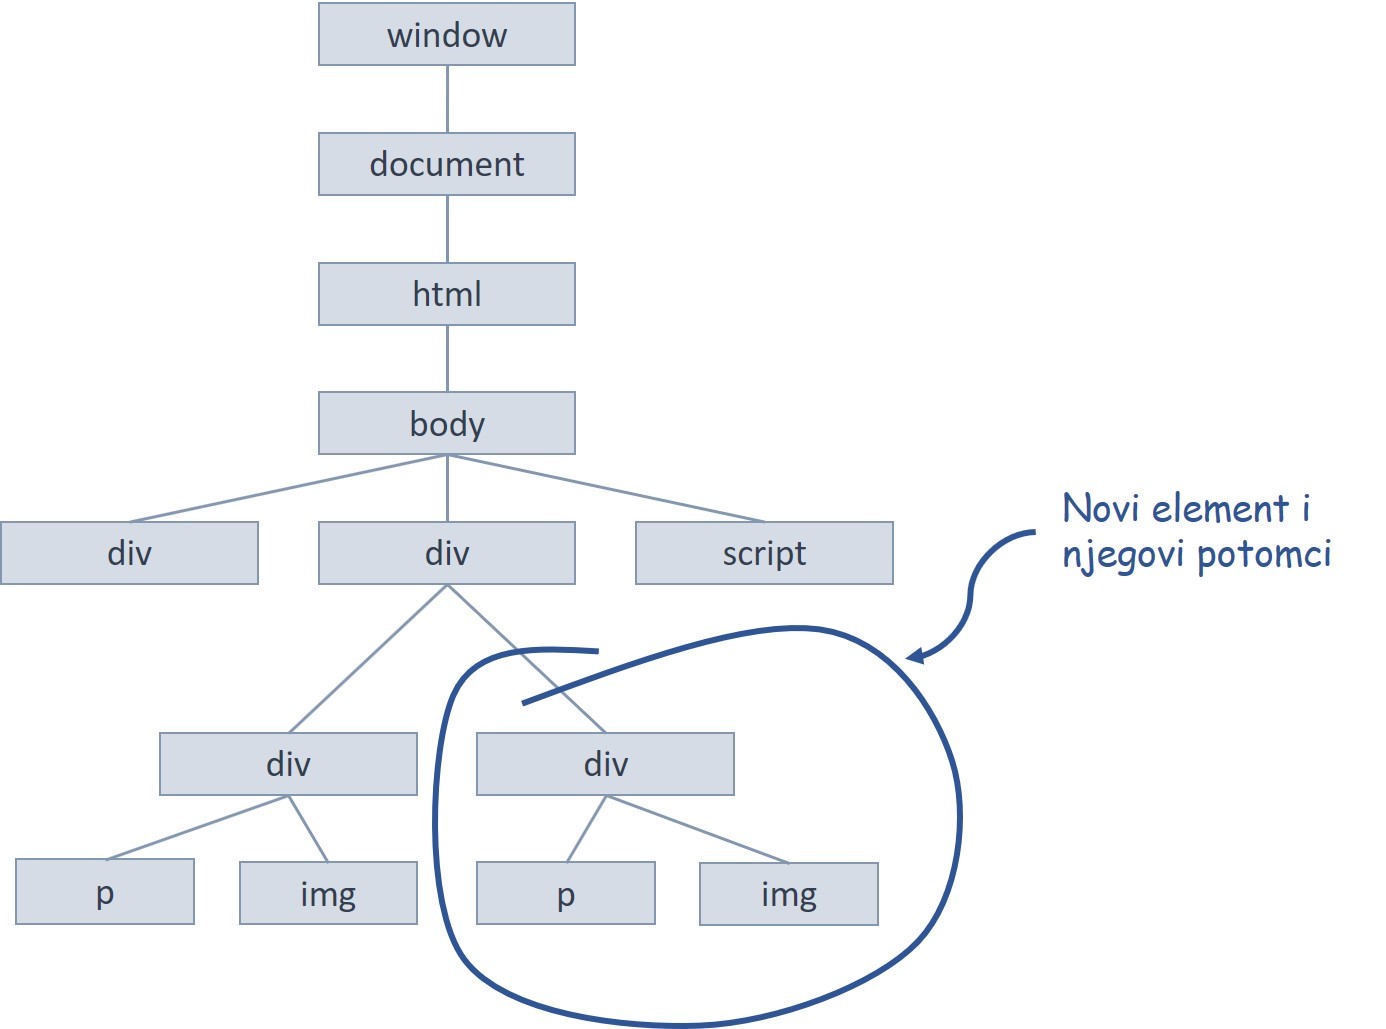 window
document
html
body
div
div
script
Novi element i
njegovi potomci
div
div
p
img
p
img